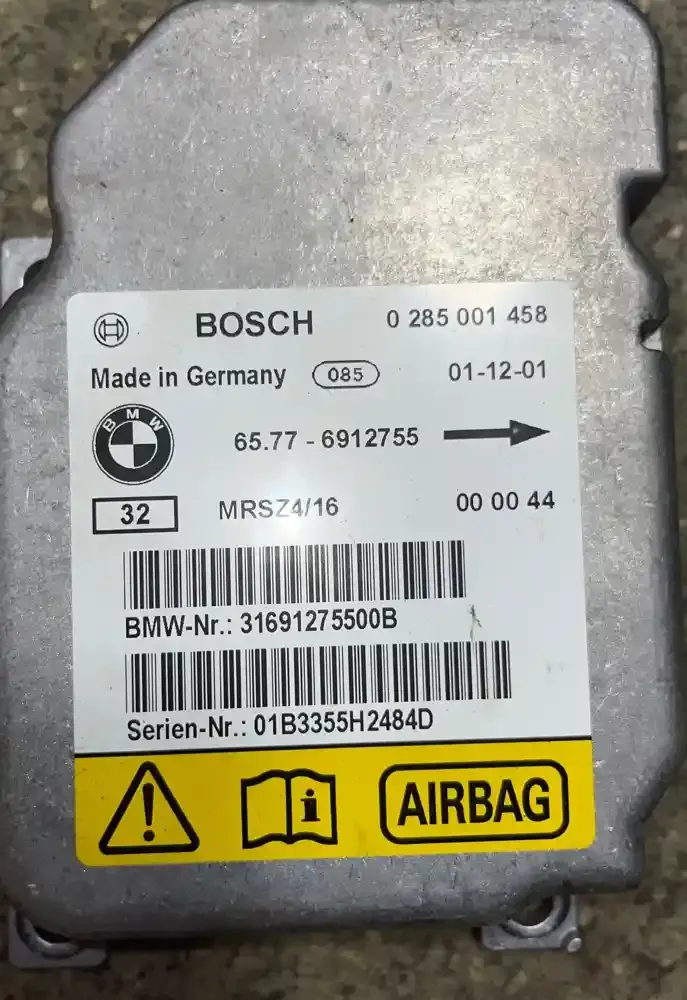 BOSCH 0 285 001 458
Made in Germany 085 01-12-01
BMW
65.77 - 6912755
32 MRSZ4/16 00 00 44
BMW-Nr.: 31691275500B
Serien-Nr.: 01B3355H2484D
AIRBAG